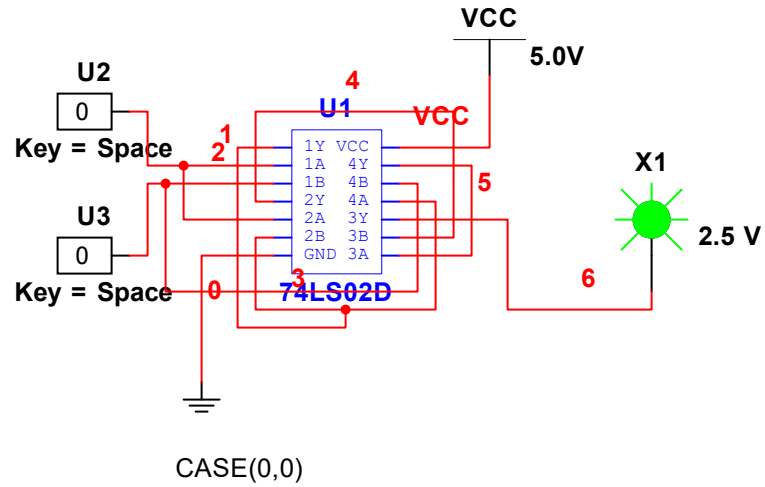 VCC
5.0V
U2
0
Key = Space
4
U1
VCC
1
2
1Y VCC
1A 4Y
1B 4B
2Y 4A
2A 3Y
2B 3B
GND 3A
74LS02D
5
X1
2.5 V
U3
0
Key = Space
0
3
6
CASE(0,0)